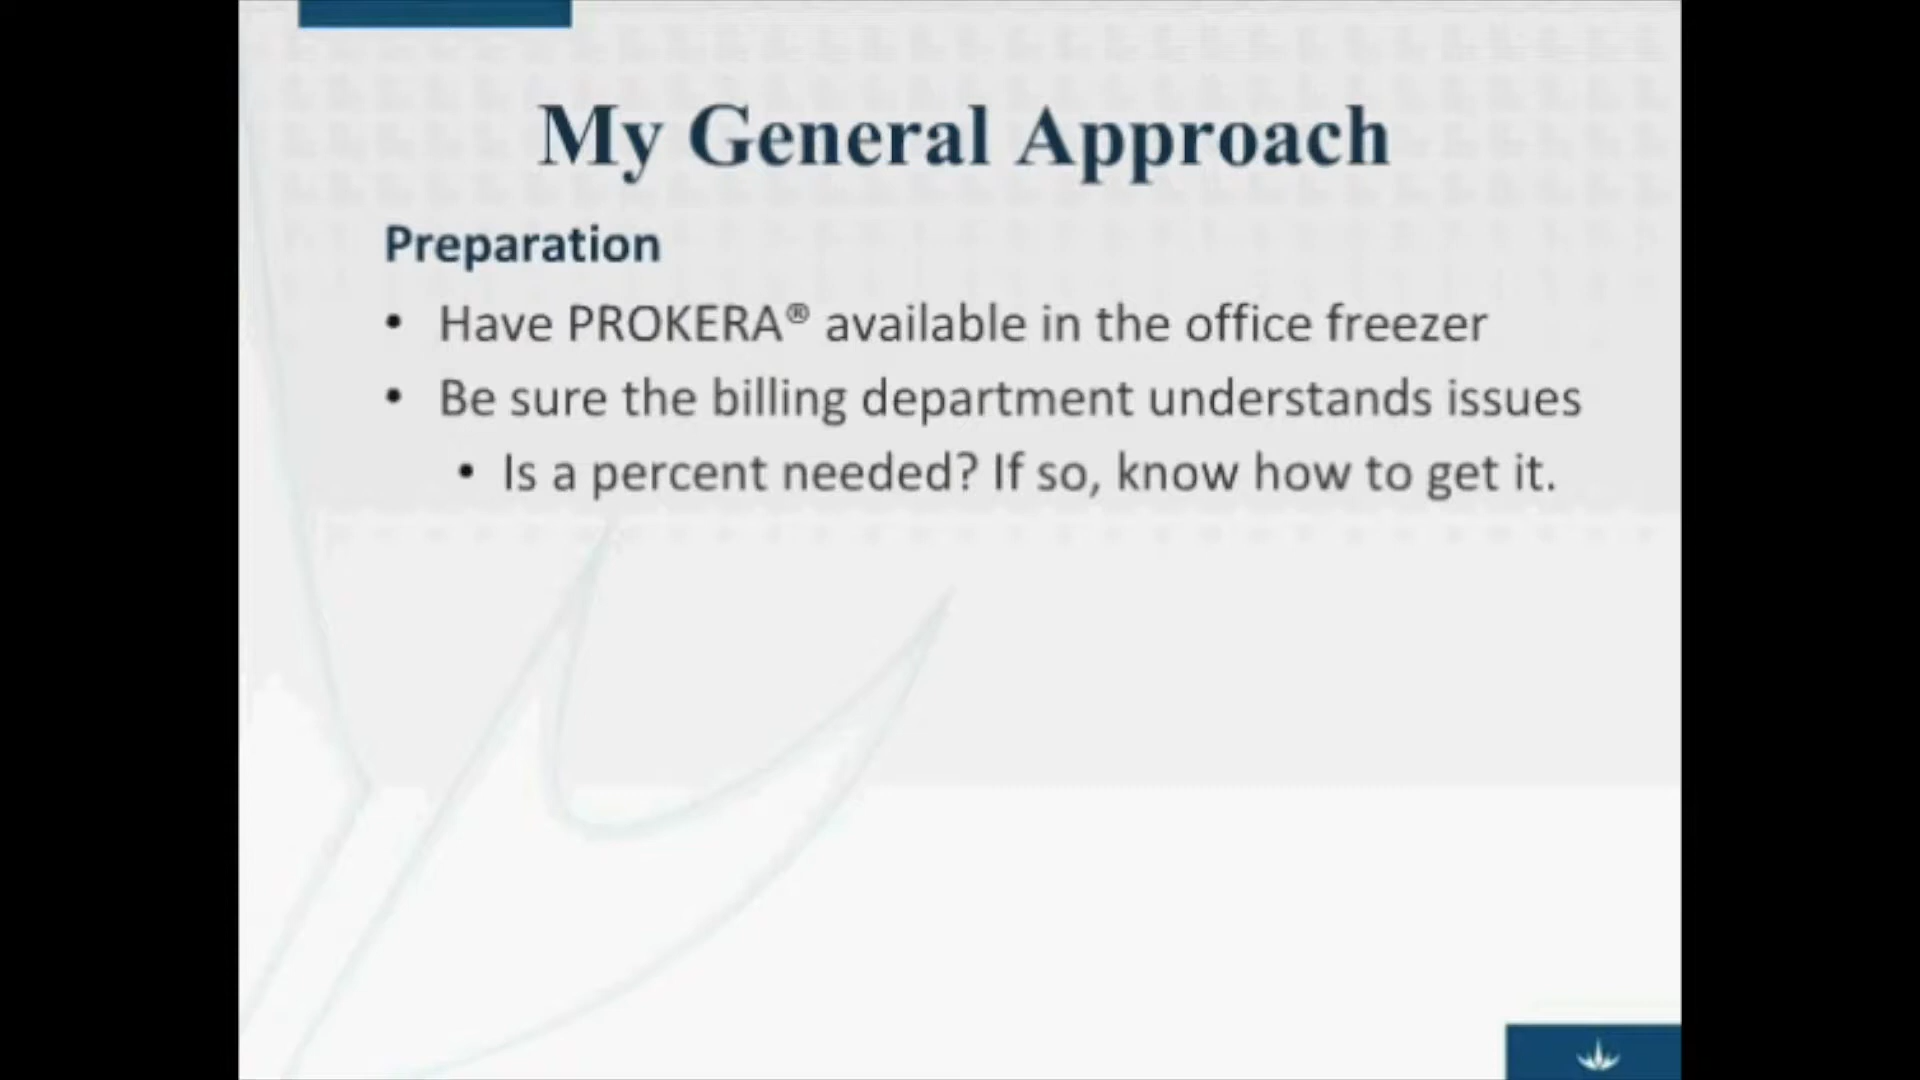 My General Approach
Preparation
• Have PROKERA® available in the office freezer
• Be sure the billing department understands issues
• Is a percent needed? If so, know how to get it.